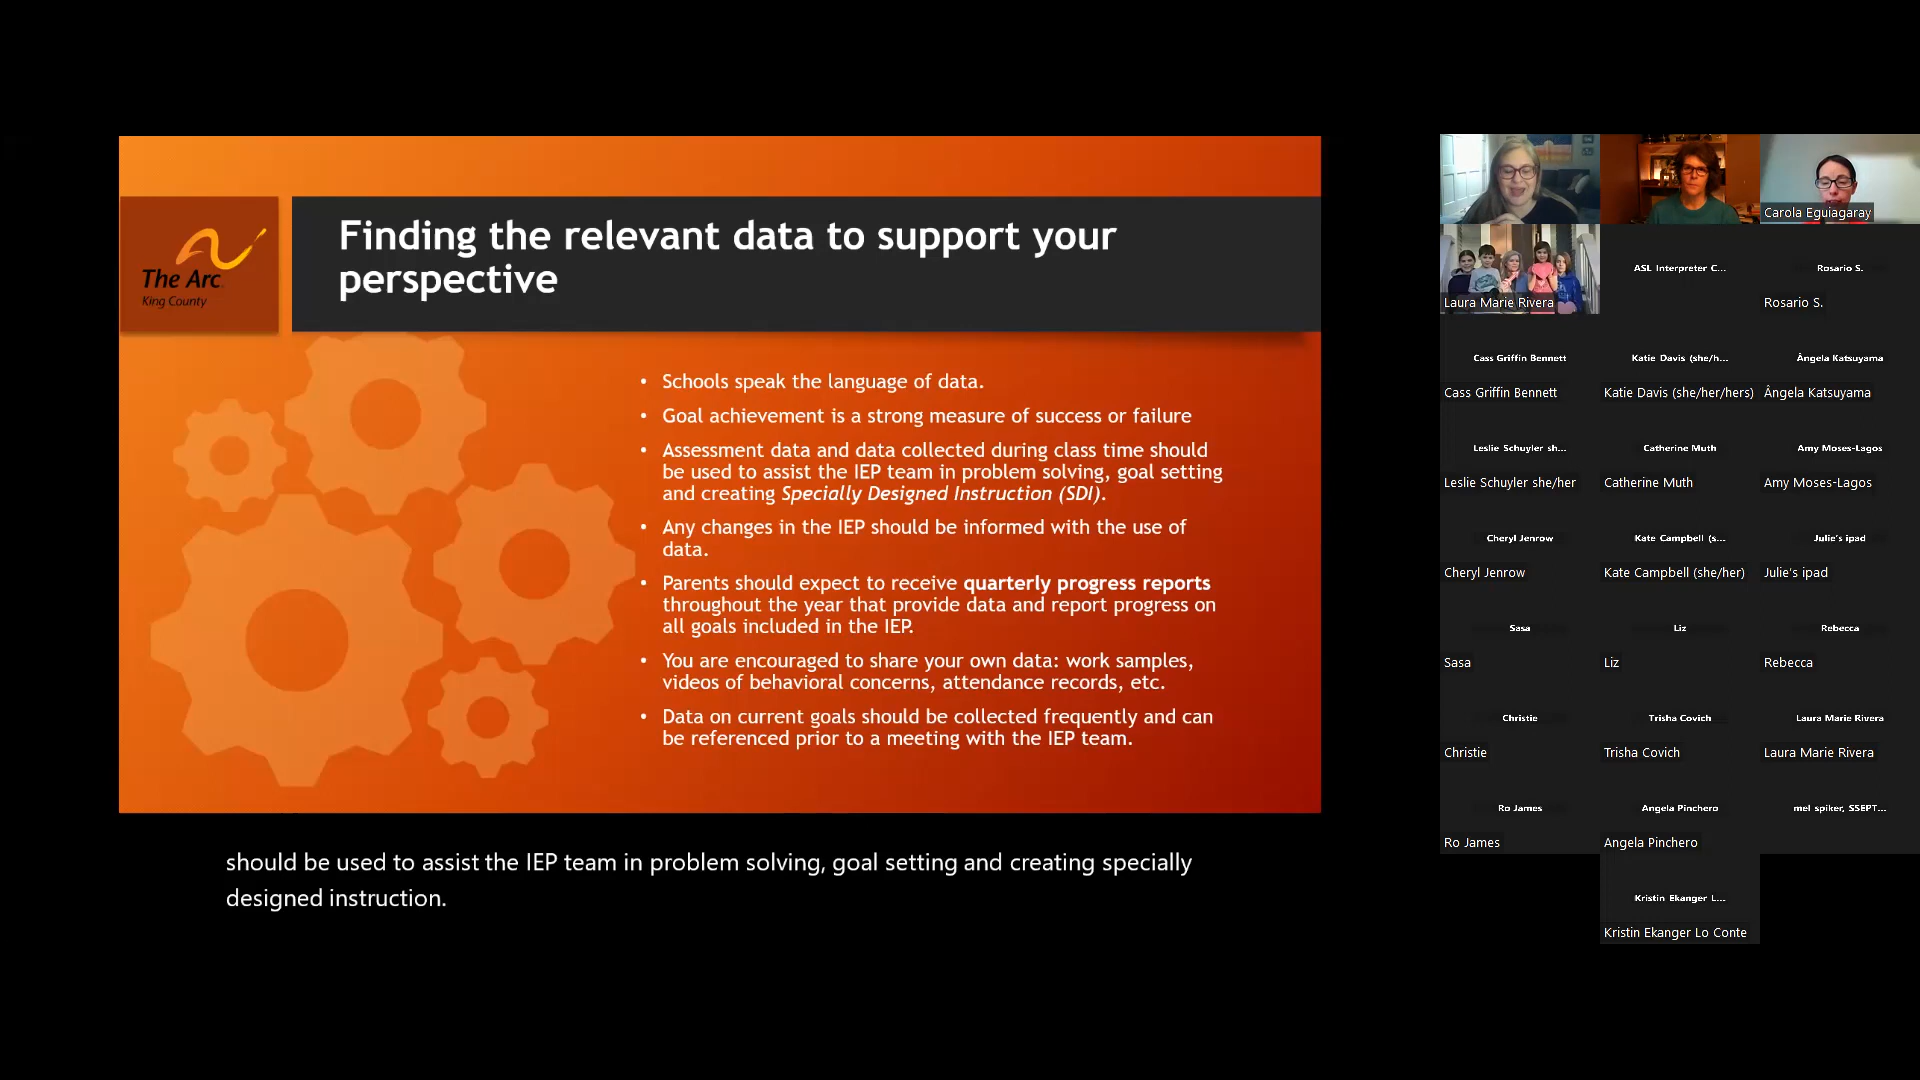 Finding the relevant data to support your
perspective
The Arc
King County
• Schools speak the language of data.
• Goal achievement is a strong measure of success or failure
• Assessment data and data collected during class time should
be used to assist the IEP team in problem solving, goal setting
and creating Specially Designed Instruction (SDI).
• Any changes in the IEP should be informed with the use of
data.
• Parents should expect to receive quarterly progress reports
throughout the year that provide data and report progress on
all goals included in the IEP.
• You are encouraged to share your own data: work samples,
videos of behavioral concerns, attendance records, etc.
• Data on current goals should be collected frequently and can
be referenced prior to a meeting with the IEP team.
should be used to assist the IEP team in problem solving, goal setting and creating specially
designed instruction.
Carola Eguiagaray
Laura Marie Rivera
ASL Interpreter C...
Rosario S.
Rosario S.
Cass Griffin Bennett
Katie Davis (she/h...
Ângela Katsuyama
Cass Griffin Bennett
Katie Davis (she/her/hers)
Ângela Katsuyama
Leslie Schuyler sh...
Catherine Muth
Amy Moses-Lagos
Leslie Schuyler she/her
Catherine Muth
Amy Moses-Lagos
Cheryl Jenrow
Kate Campbell (s...
Julie's ipad
Cheryl Jenrow
Kate Campbell (she/her)
Julie's ipad
Sasa
Liz
Rebecca
Sasa
Liz
Rebecca
Christie
Trisha Covich
Laura Marie Rivera
Christie
Trisha Covich
Laura Marie Rivera
Ro James
Angela Pinchero
mel spiker, SSEPT...
Ro James
Angela Pinchero
Kristin Ekanger L...
Kristin Ekanger Lo Conte